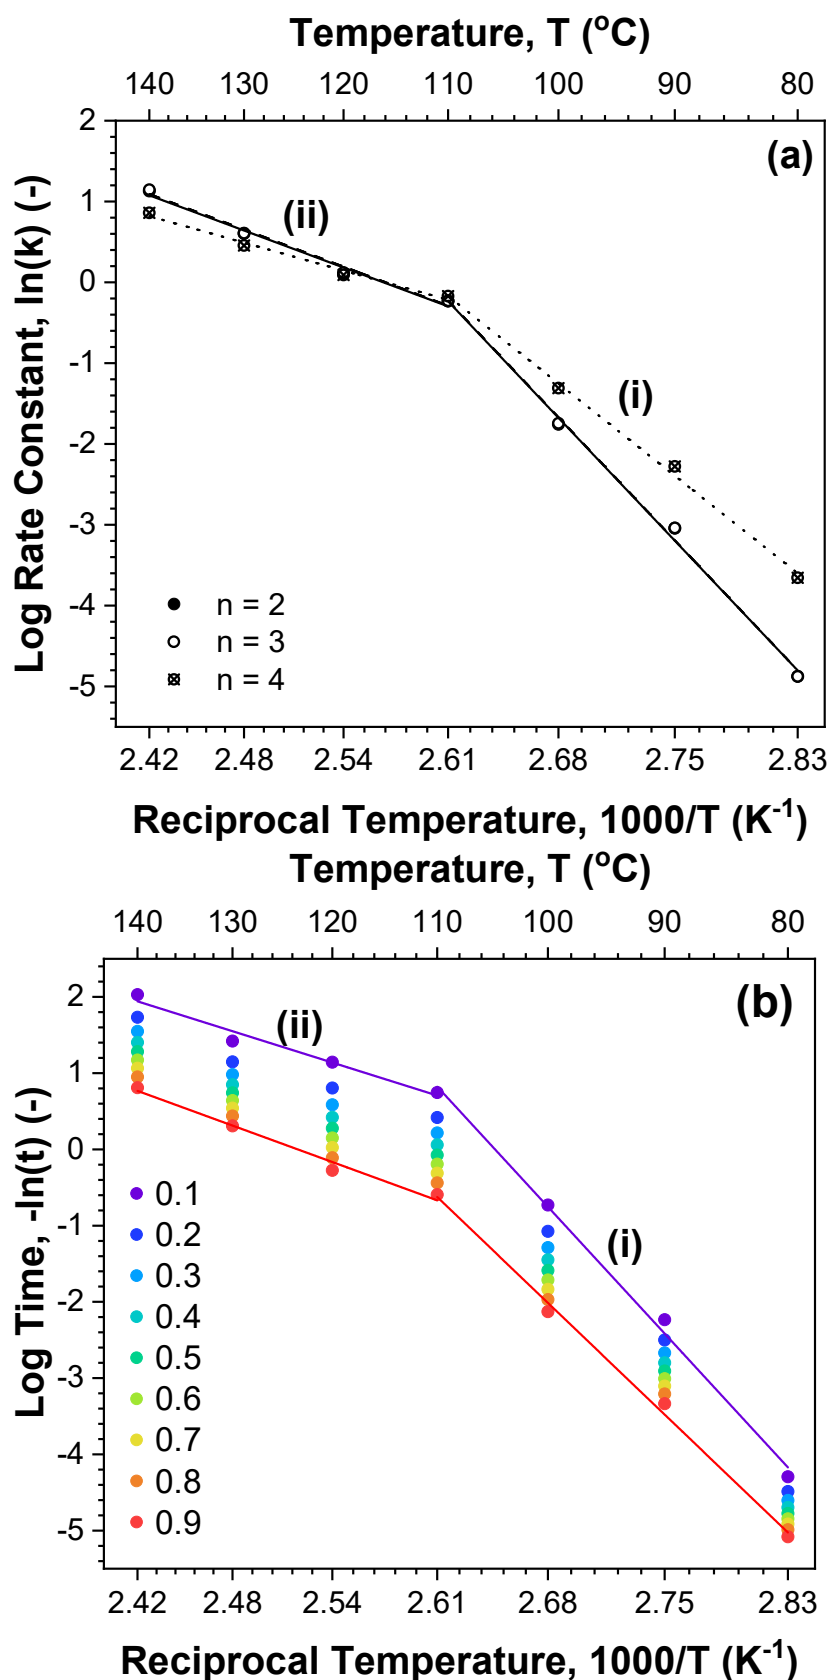 Temperature, T (°C)
140 130 120 110 100 90 80
(a)
2
1
0
-1
-2
-3
-4
-5
Log Rate Constant, ln(k) (-)
(ii)
(i)
n = 2
n = 3
n = 4
2.42 2.48 2.54 2.61 2.68 2.75 2.83
Reciprocal Temperature, 1000/T (K⁻¹)
Temperature, T (°C)
140 130 120 110 100 90 80
(b)
2
1
0
-1
-2
-3
-4
-5
Log Time, -ln(t) (-)
(ii)
(i)
0.1
0.2
0.3
0.4
0.5
0.6
0.7
0.8
0.9
2.42 2.48 2.54 2.61 2.68 2.75 2.83
Reciprocal Temperature, 1000/T (K⁻¹)